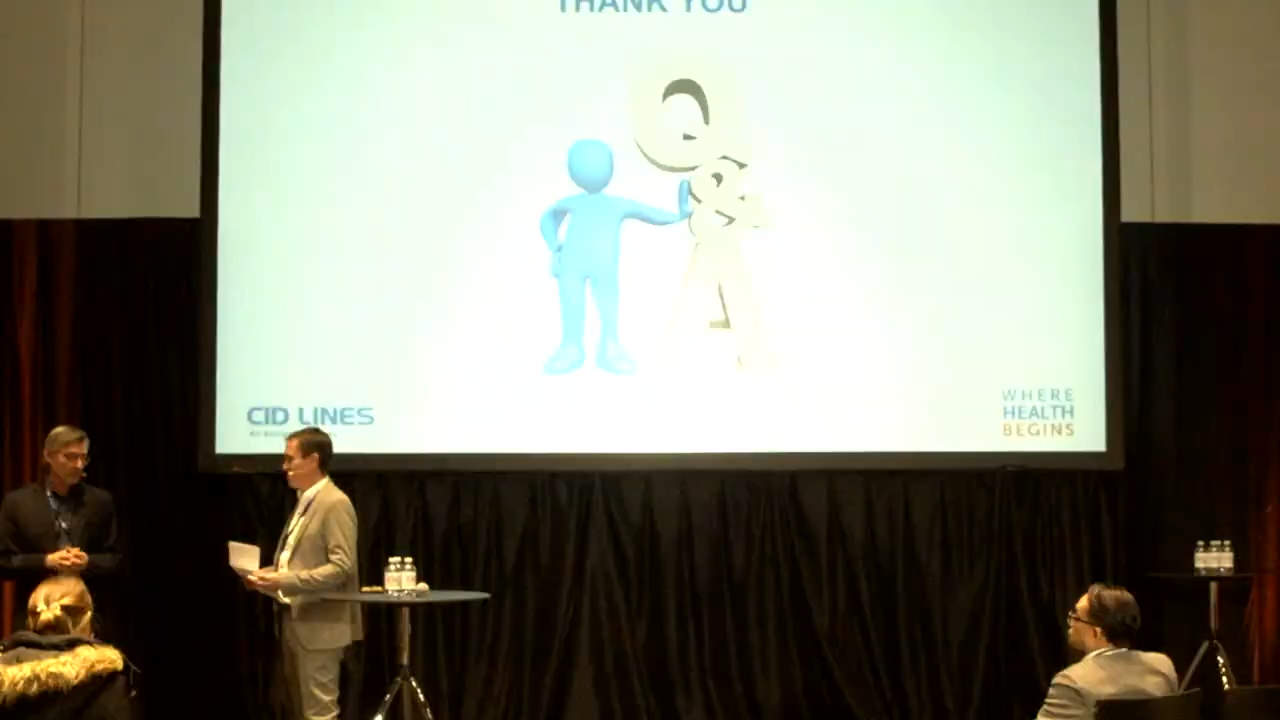 THANK YOU
Q
&
A
CID LINES
WHERE
HEALTH
BEGINS